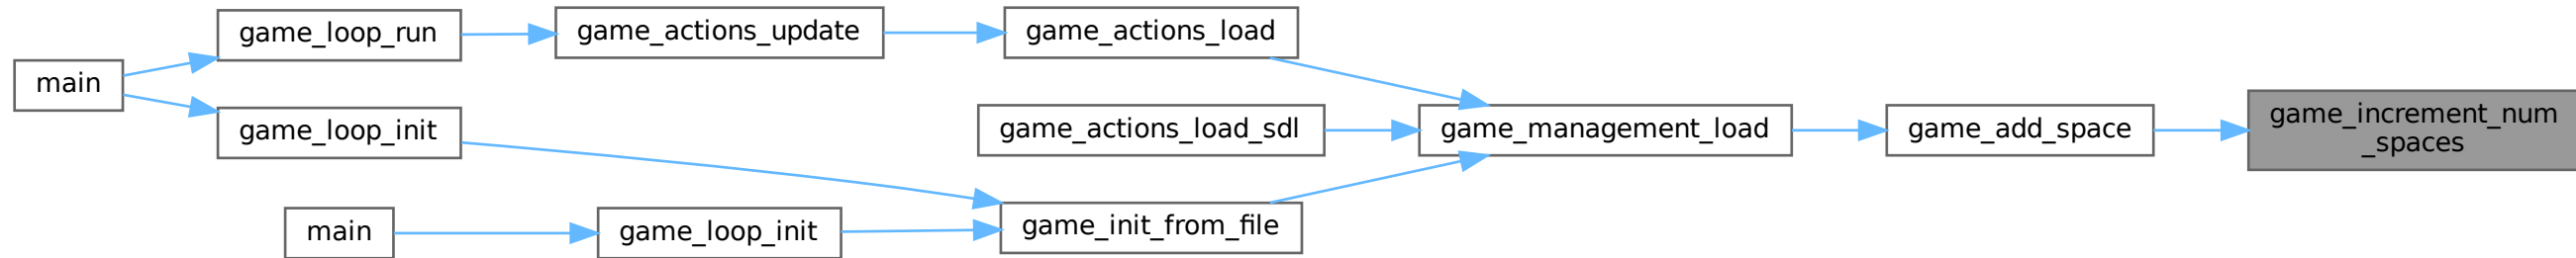 main
game_loop_run
game_actions_update
game_actions_load
game_loop_init
game_actions_load_sdl
game_management_load
game_add_space
game_increment_num
_spaces
main
game_loop_init
game_init_from_file